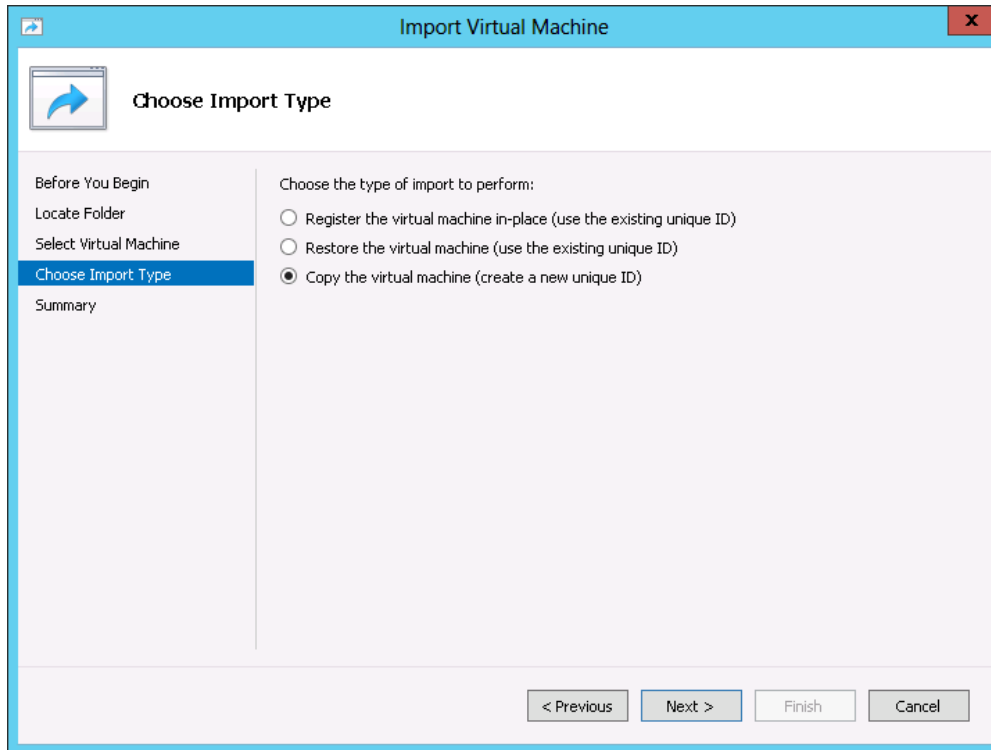 Import Virtual Machine
x
Choose Import Type
Before You Begin
Locate Folder
Select Virtual Machine
Choose Import Type
Summary
Choose the type of import to perform:
Register the virtual machine in-place (use the existing unique ID)
Restore the virtual machine (use the existing unique ID)
Copy the virtual machine (create a new unique ID)
< Previous
Next >
Finish
Cancel